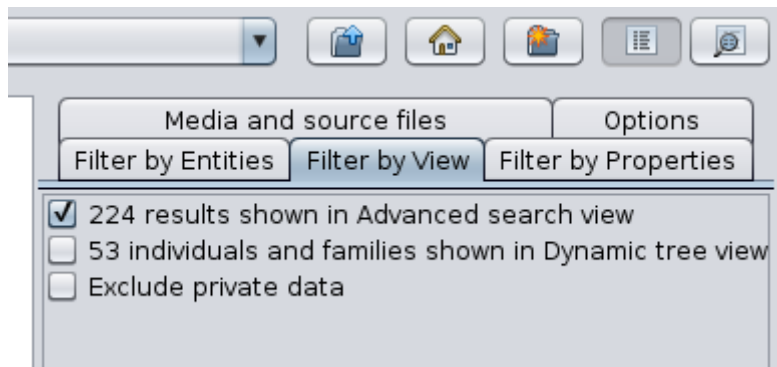 Media and source files Options
Filter by Entities Filter by View Filter by Properties
224 results shown in Advanced search view
53 individuals and families shown in Dynamic tree view
Exclude private data